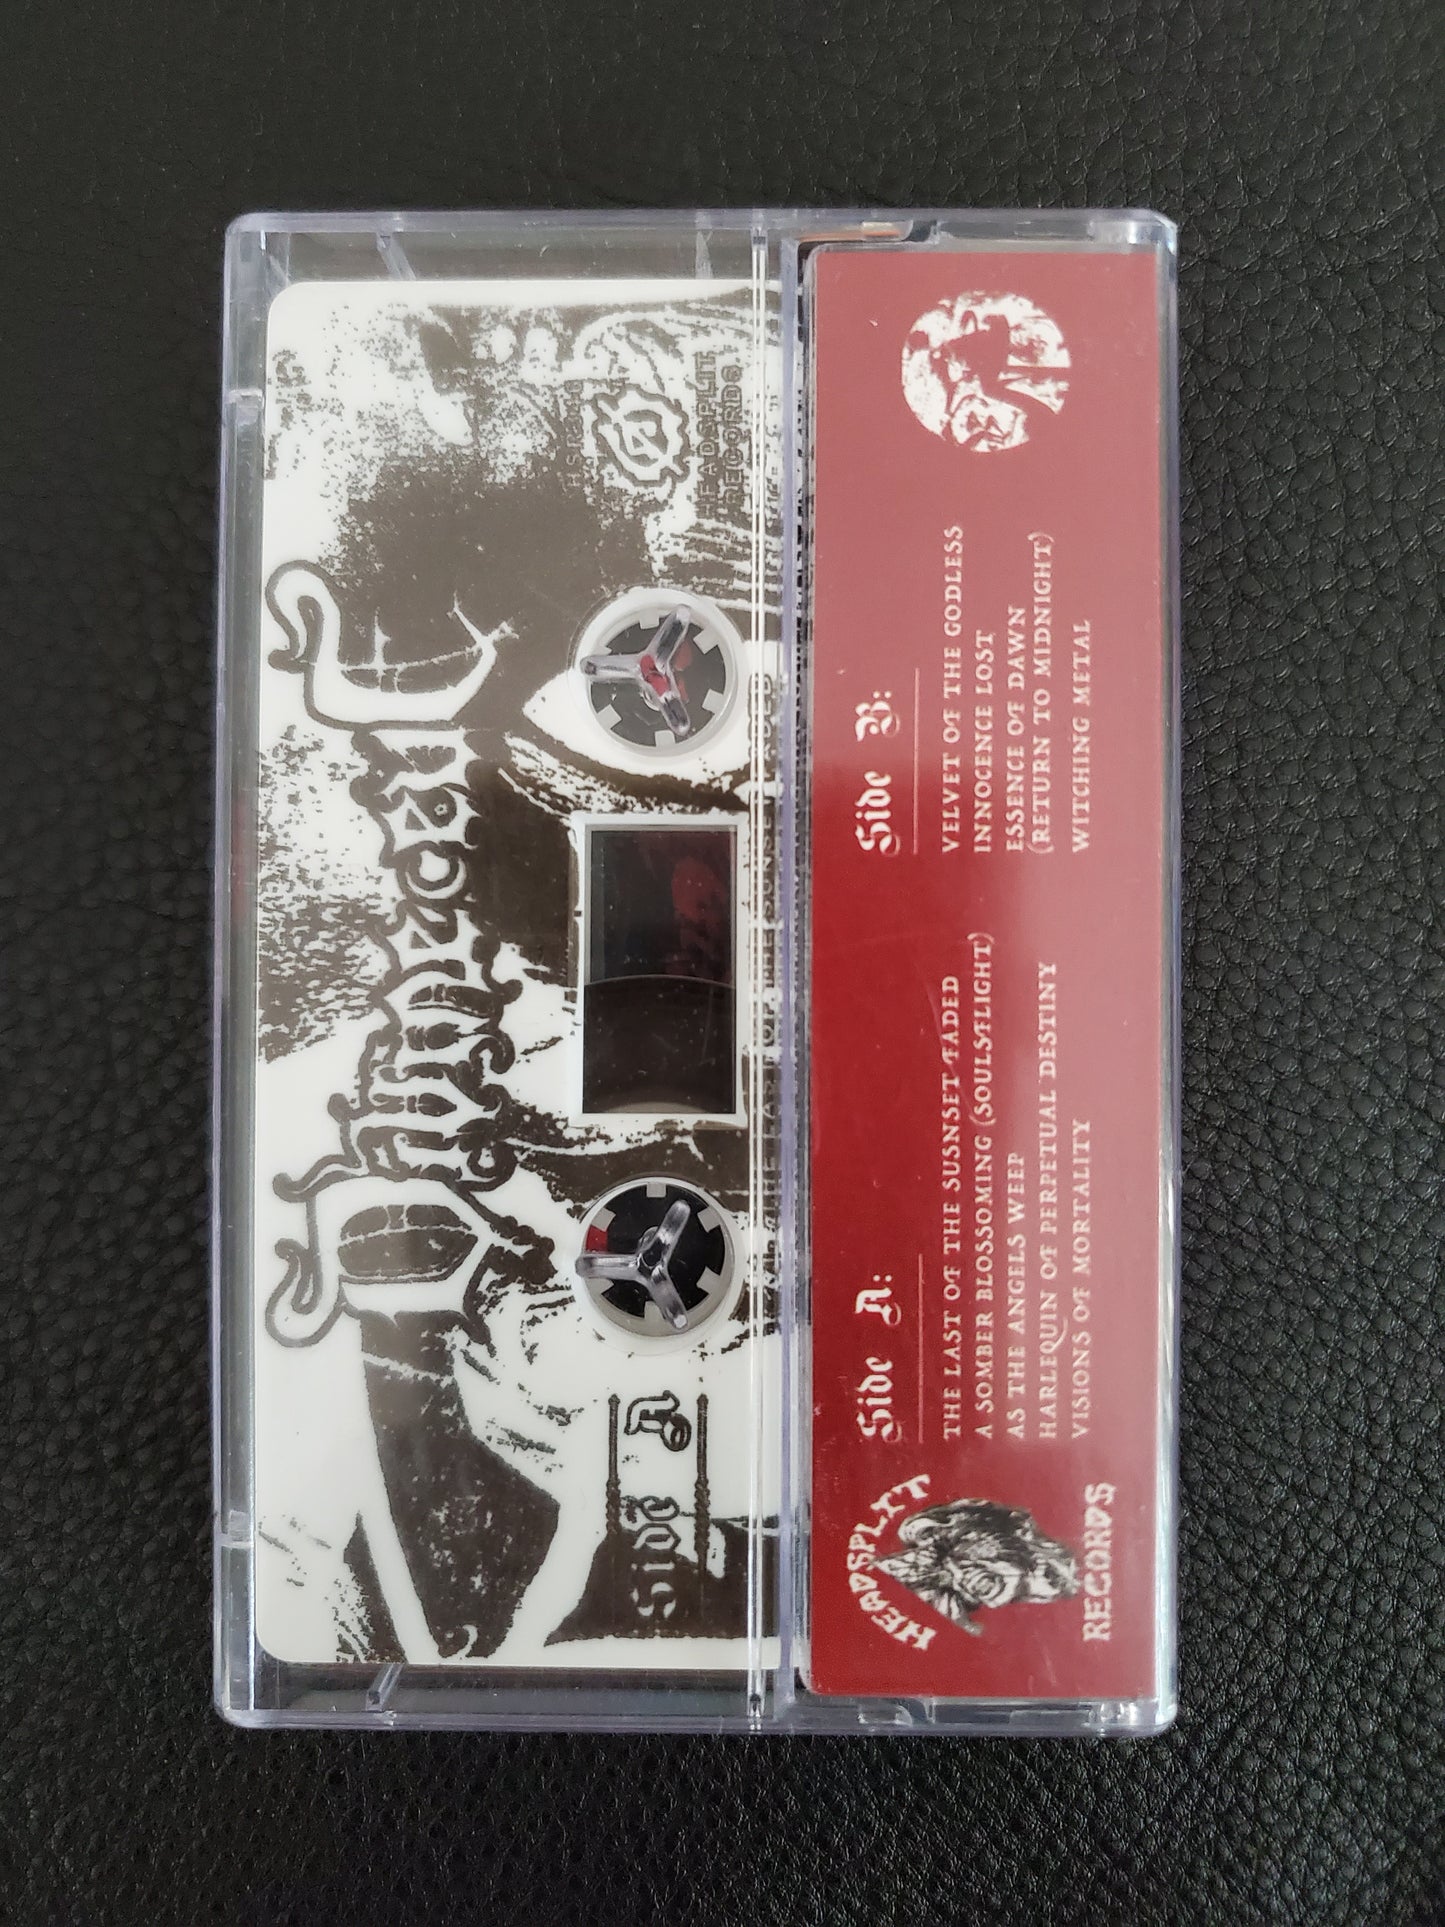 Side A
HEADSPLIT
RECORDS
HEADSPLIT
RECORDS
Side A:
THE LAST OF THE SUSNSET FADED
A SOMBER BLOSSOMING (SOULSFLIGHT)
AS THE ANGELS WEEP
HARLEQUIN OF PERPETUAL DESTINY
VISIONS OF MORTALITY
Side B:
VELVET OF THE GODLESS
INNOCENCE LOST
ESSENCE OF DAWN
(RETURN TO MIDNIGHT)
WITCHING METAL